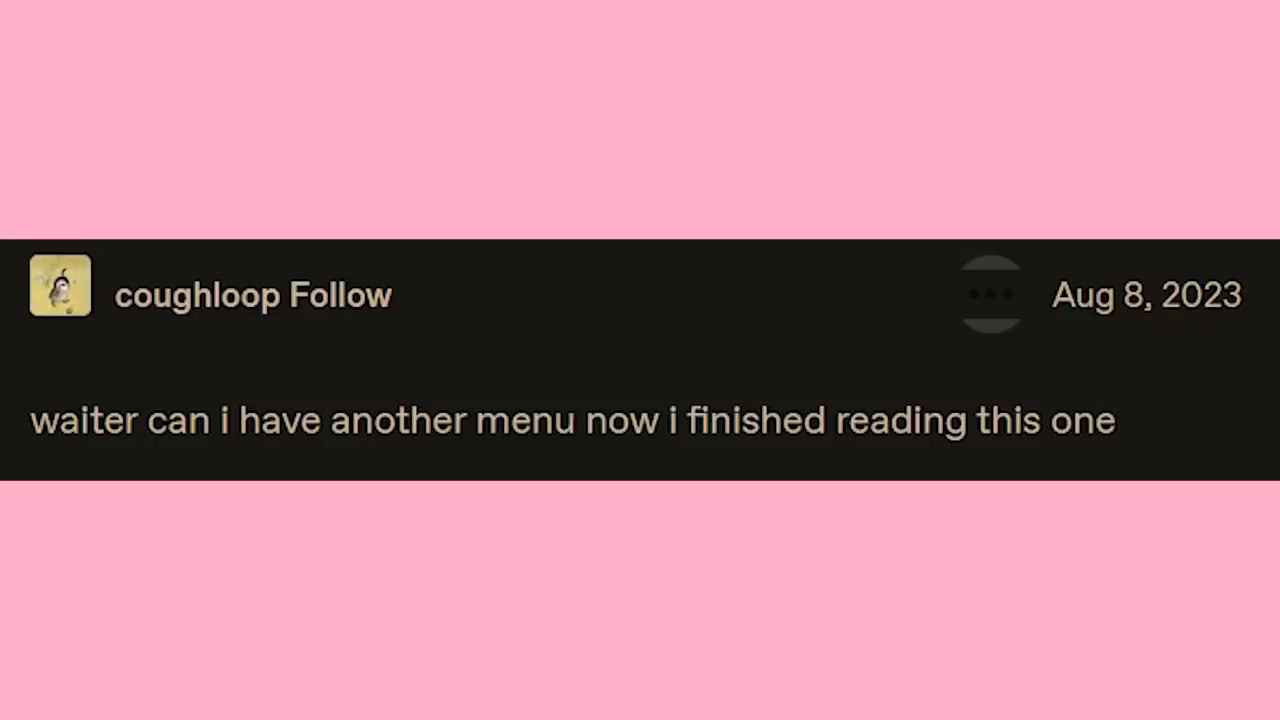 coughloop Follow
Aug 8, 2023
waiter can i have another menu now i finished reading this one